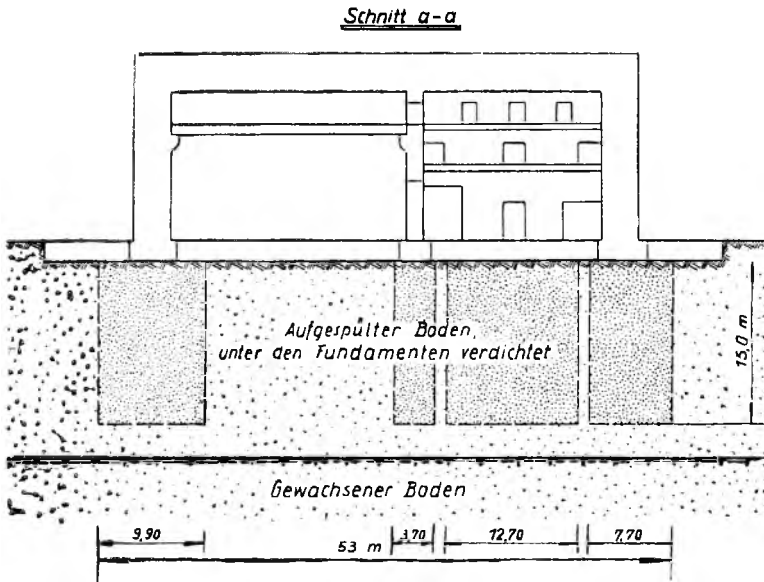 Schnitt a-a
Aufgespülter Boden,
unter den Fundamenten verdichtet
15,0 m
Gewachsener Boden
9,90
3,70
12,70
7,70
53 m